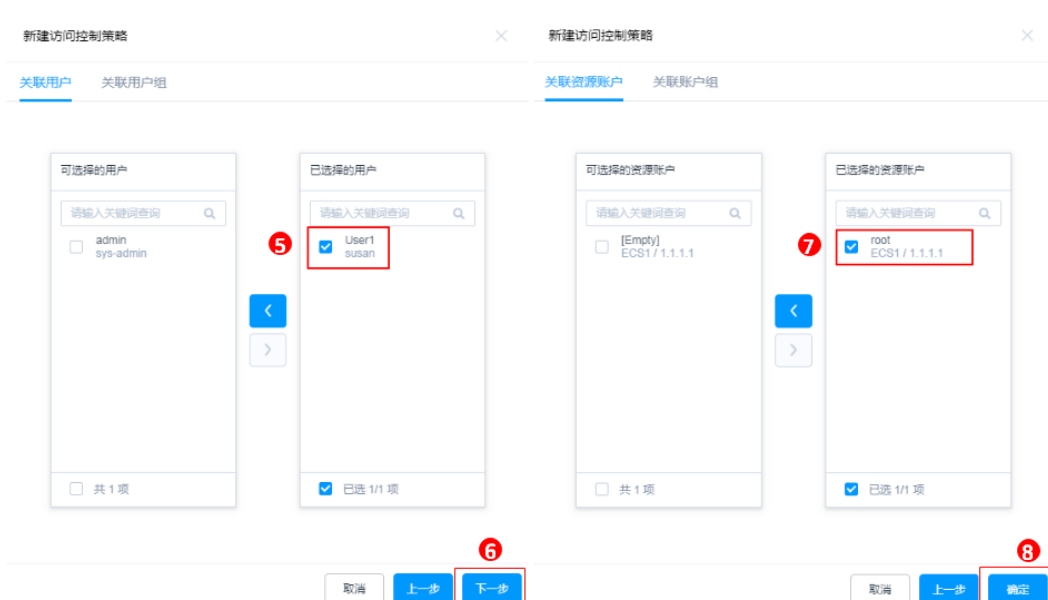 新建访问控制策略
关联用户 关联用户组
可选择的用户
请输入关键词查询
admin
sys-admin
共 1 项
已选择的用户
请输入关键词查询
5
User1
susan
已选 1/1 项
6
取消 上一步 下一步
新建访问控制策略
关联资源账户 关联账户组
可选择的资源账户
请输入关键词查询
[Empty]
ECS1 / 1.1.1.1
共 1 项
已选择的资源账户
请输入关键词查询
7
root
ECS1 / 1.1.1.1
已选 1/1 项
8
取消 上一步 确定